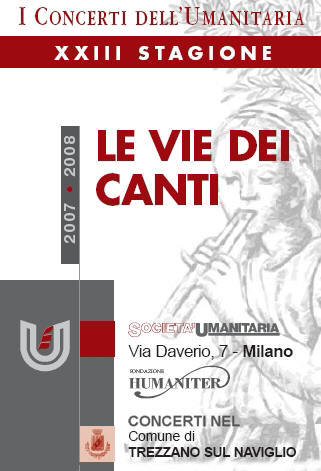 I CONCERTI DELL'UMANITARIA
XXIII STAGIONE
2007 • 2008
LE VIE DEI
CANTI
SOCIETA' UMANITARIA
Via Daverio, 7 - Milano
FONDAZIONE
HUMANITER
CONCERTI NEL
Comune di
TREZZANO SUL NAVIGLIO